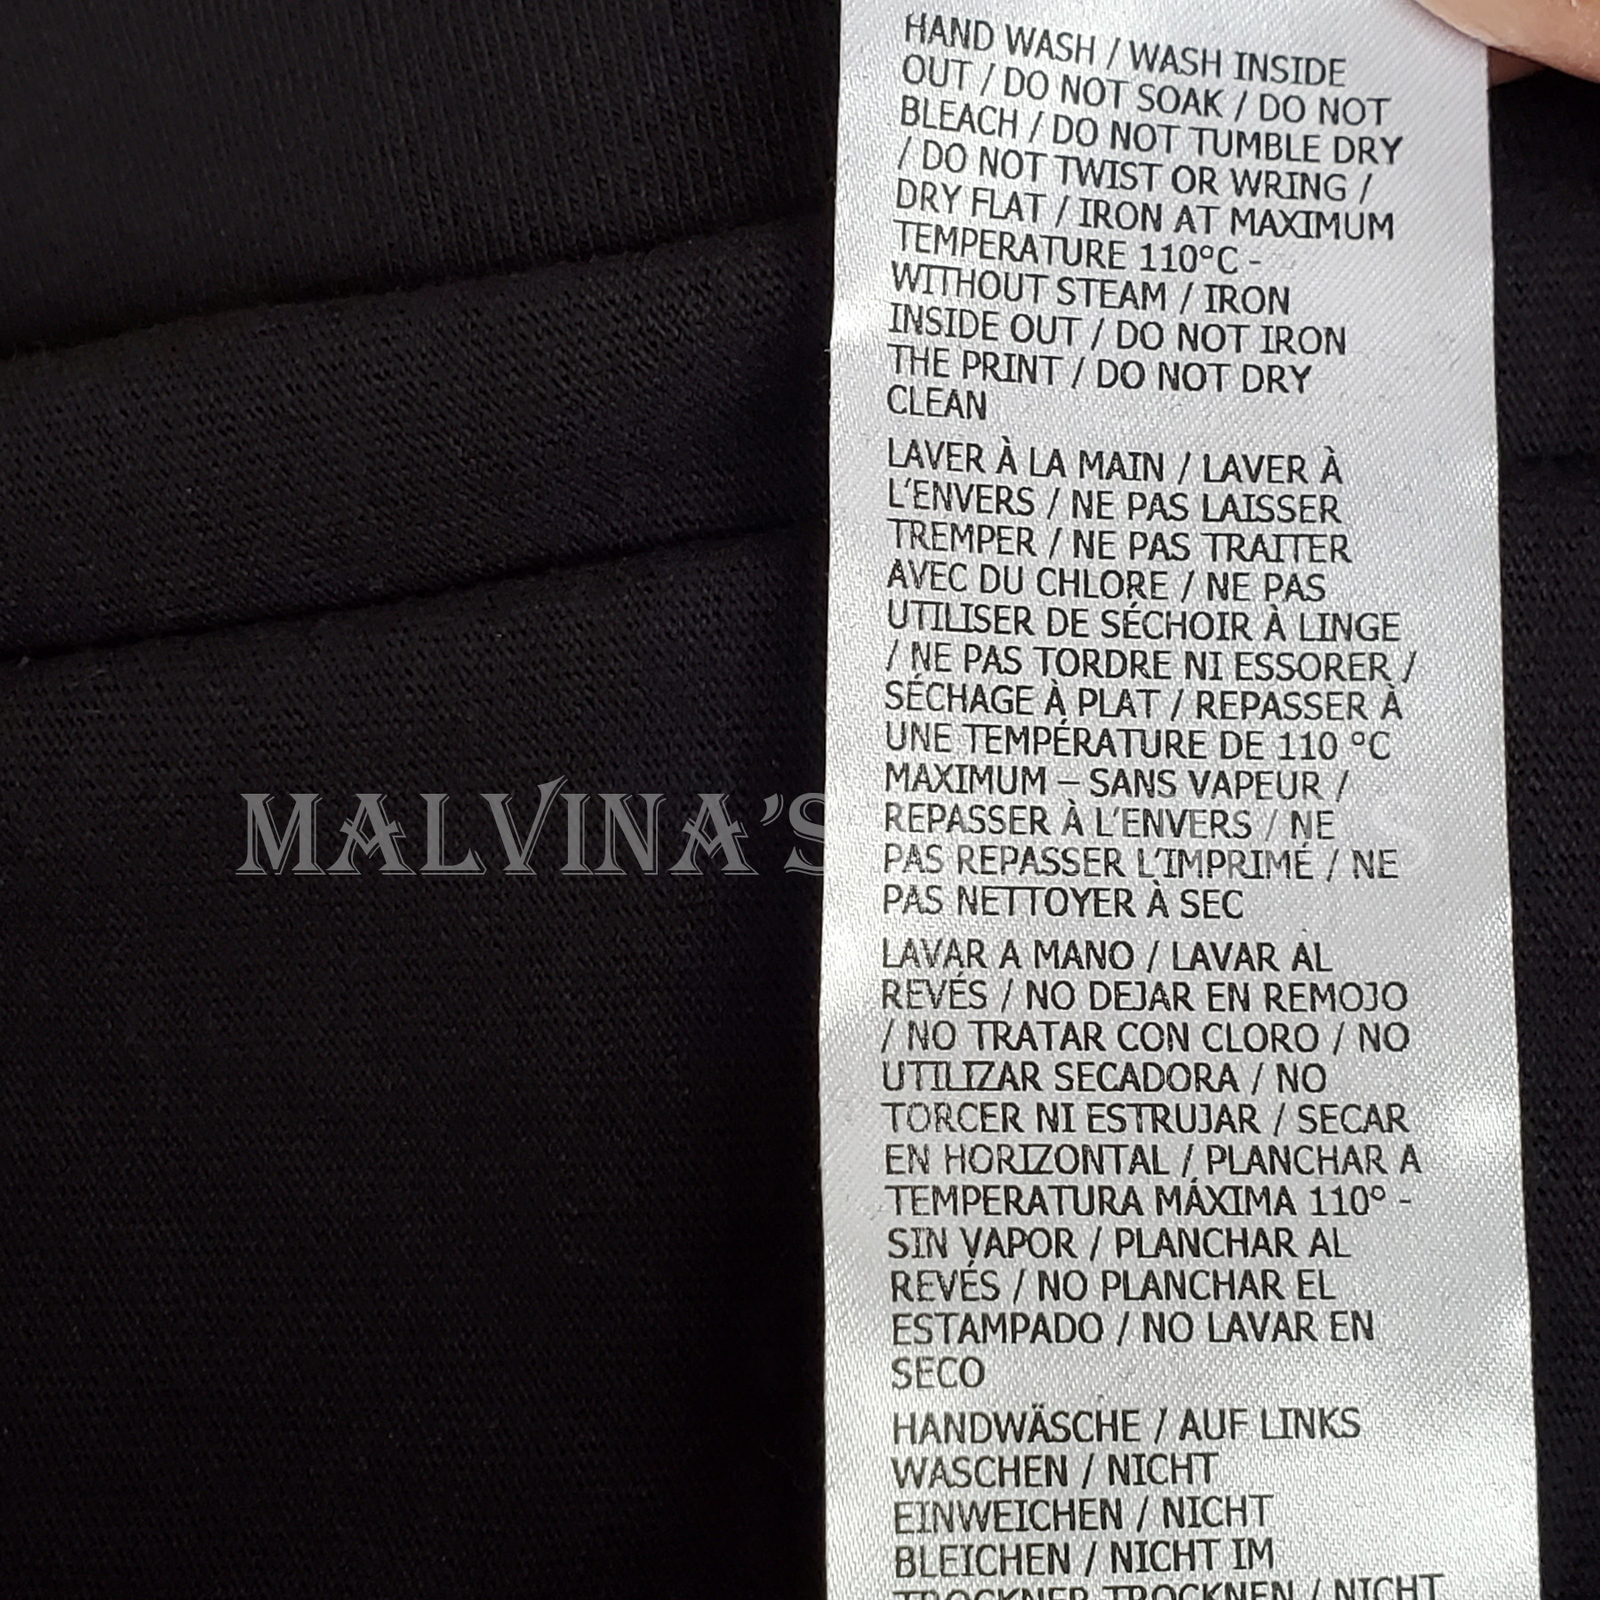 HAND WASH / WASH INSIDE
OUT / DO NOT SOAK / DO NOT
BLEACH / DO NOT TUMBLE DRY
/ DO NOT TWIST OR WRING /
DRY FLAT / IRON AT MAXIMUM
TEMPERATURE 110°C -
WITHOUT STEAM / IRON
INSIDE OUT / DO NOT IRON
THE PRINT / DO NOT DRY
CLEAN
LAVER À LA MAIN / LAVER À
L'ENVERS / NE PAS LAISSER
TREMPER / NE PAS TRAITER
AVEC DU CHLORE / NE PAS
UTILISER DE SÉCHOIR À LINGE
/ NE PAS TORDRE NI ESSORER /
SÉCHAGE À PLAT / REPASSER À
UNE TEMPÉRATURE DE 110 °C
MAXIMUM – SANS VAPEUR /
REPASSER À L'ENVERS / NE
PAS REPASSER L'IMPRIMÉ / NE
PAS NETTOYER À SEC
LAVAR A MANO / LAVAR AL
REVÉS / NO DEJAR EN REMOJO
/ NO TRATAR CON CLORO / NO
UTILIZAR SECADORA / NO
TORCER NI ESTRUJAR / SECAR
EN HORIZONTAL / PLANCHAR A
TEMPERATURA MÁXIMA 110° -
SIN VAPOR / PLANCHAR AL
REVÉS / NO PLANCHAR EL
ESTAMPADO / NO LAVAR EN
SECO
HANDWÄSCHE / AUF LINKS
WASCHEN / NICHT
EINWEICHEN / NICHT
BLEICHEN / NICHT IM
TROCKNER TROCKNEN / NICHT
MALVINA'S